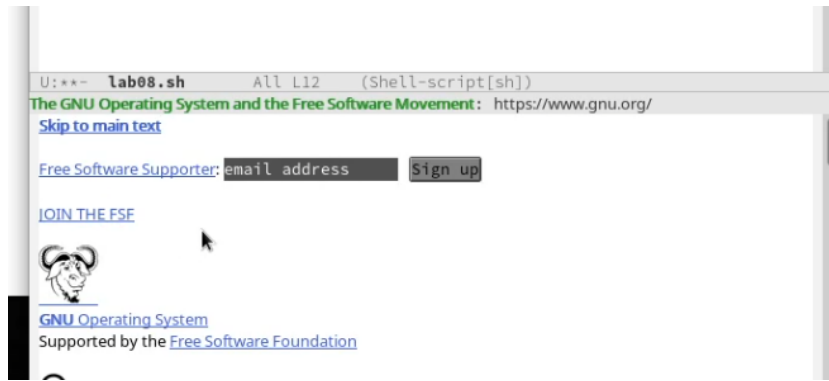 U:**-  lab08.sh       All L12    (Shell-script[sh])
The GNU Operating System and the Free Software Movement: https://www.gnu.org/
Skip to main text
Free Software Supporter: email address Sign up
JOIN THE FSF
GNU Operating System
Supported by the Free Software Foundation